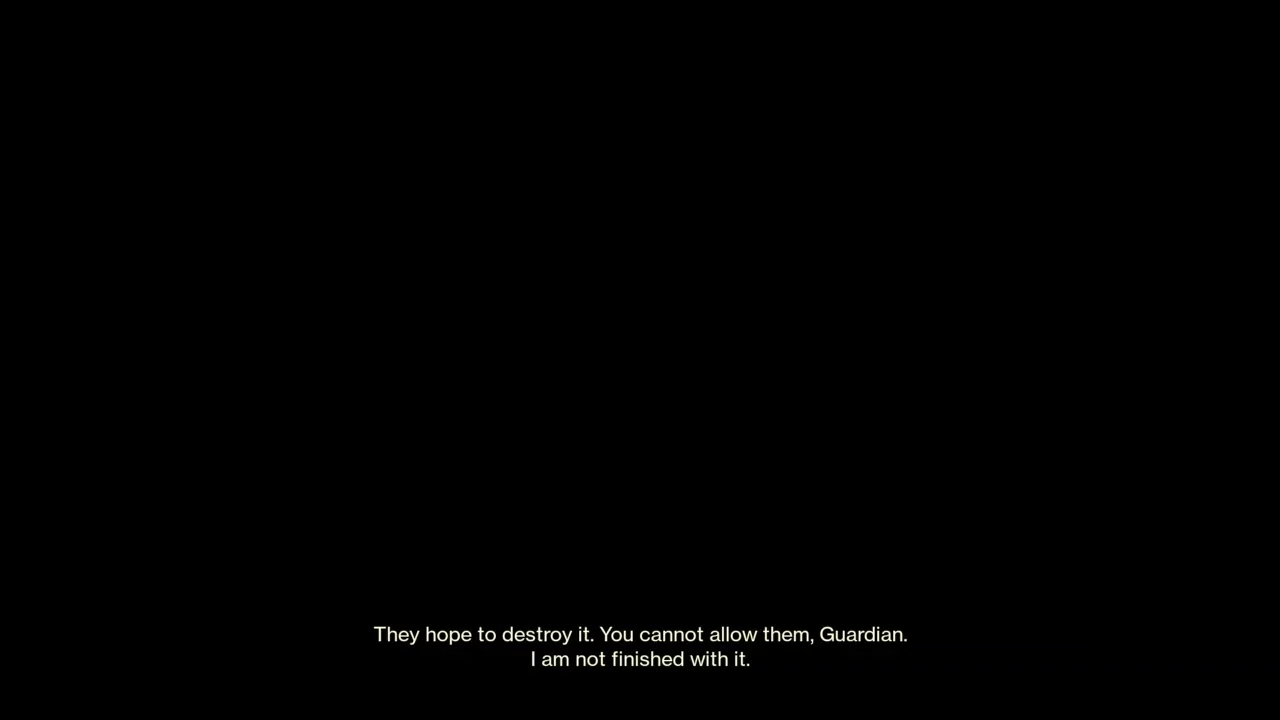 They hope to destroy it. You cannot allow them, Guardian.
I am not finished with it.